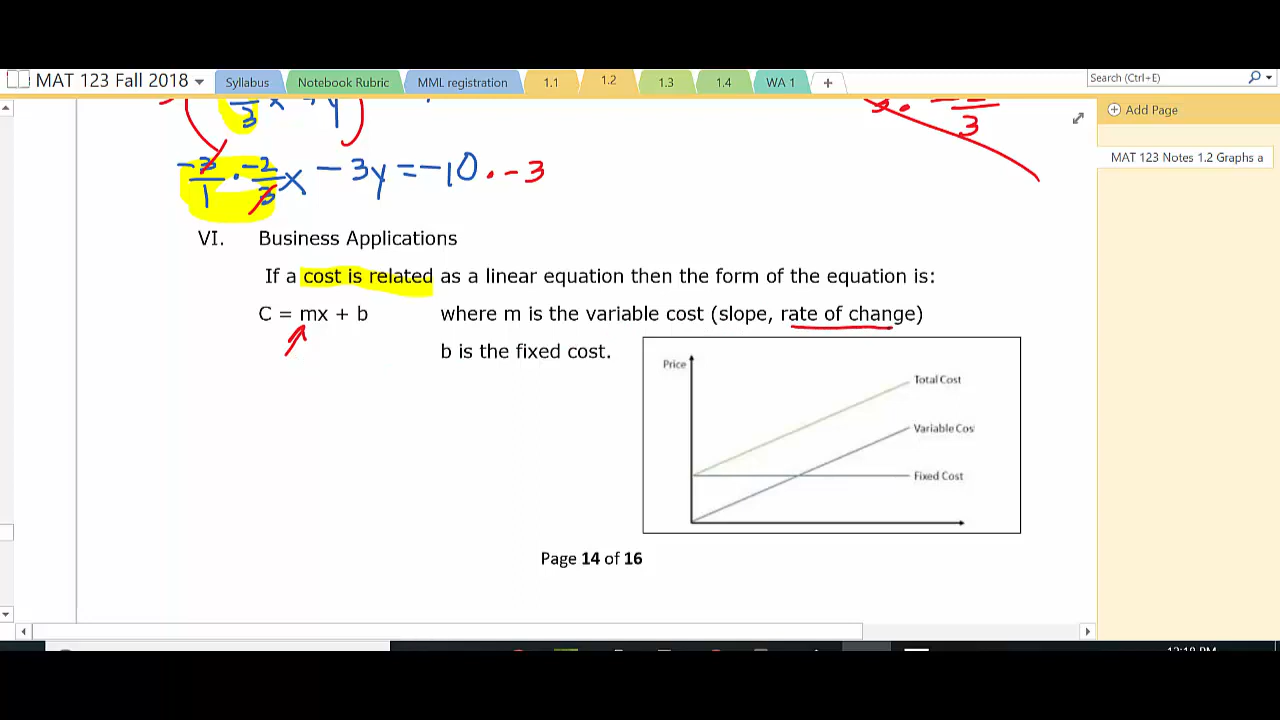 MAT 123 Fall 2018 Syllabus Notebook Rubric MML registration 1.1 1.2 1.3 1.4 WA 1 + Search (Ctrl+E)
Add Page
MAT 123 Notes 1.2 Graphs a
3 x y
3
-3/1 · -2/3 x - 3y = -10 · -3
VI. Business Applications
If a cost is related as a linear equation then the form of the equation is:
C = mx + b where m is the variable cost (slope, rate of change)
b is the fixed cost.
Price
Total Cost
Variable Cos
Fixed Cost
Page 14 of 16